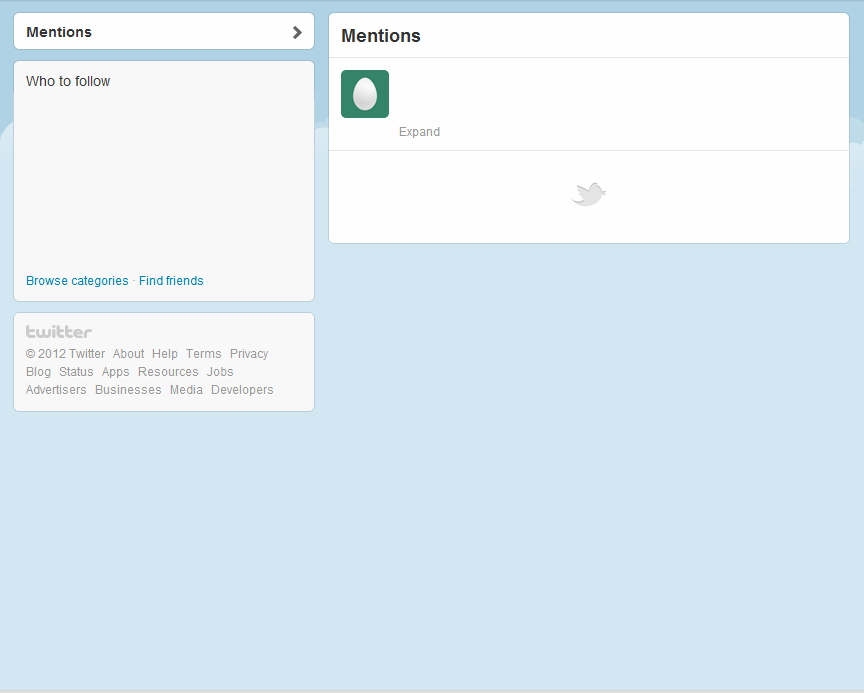 Mentions
Who to follow
Browse categories · Find friends
twitter
© 2012 Twitter About Help Terms Privacy
Blog Status Apps Resources Jobs
Advertisers Businesses Media Developers
Mentions
Expand